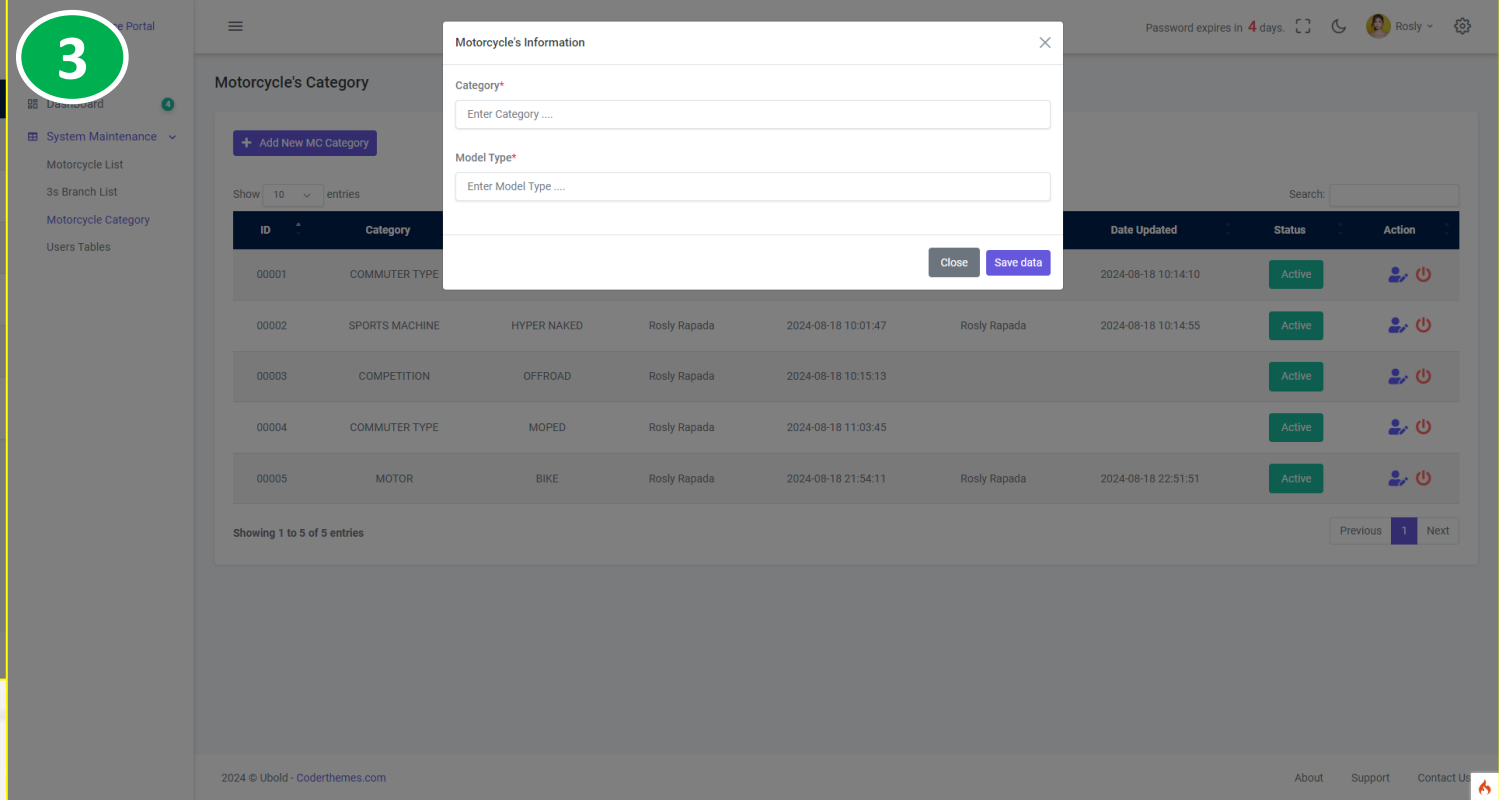 3
e Portal
Password expires in 4 days.
Rosly
Dashboard
4
System Maintenance
Motorcycle List
3s Branch List
Motorcycle Category
Users Tables
Motorcycle's Category
Add New MC Category
Show 10 entries
Search:
Motorcycle's Information
Category*
Enter Category ....
Model Type*
Enter Model Type ....
Close Save data
ID Category Date Updated Status Action
00001 COMMUTER TYPE 2024-08-18 10:14:10 Active
00002 SPORTS MACHINE HYPER NAKED Rosly Rapada 2024-08-18 10:01:47 Rosly Rapada 2024-08-18 10:14:55 Active
00003 COMPETITION OFFROAD Rosly Rapada 2024-08-18 10:15:13 Active
00004 COMMUTER TYPE MOPED Rosly Rapada 2024-08-18 11:03:45 Active
00005 MOTOR BIKE Rosly Rapada 2024-08-18 21:54:11 Rosly Rapada 2024-08-18 22:51:51 Active
Showing 1 to 5 of 5 entries
Previous 1 Next
2024 © Ubold - Coderthemes.com
About Support Contact Us